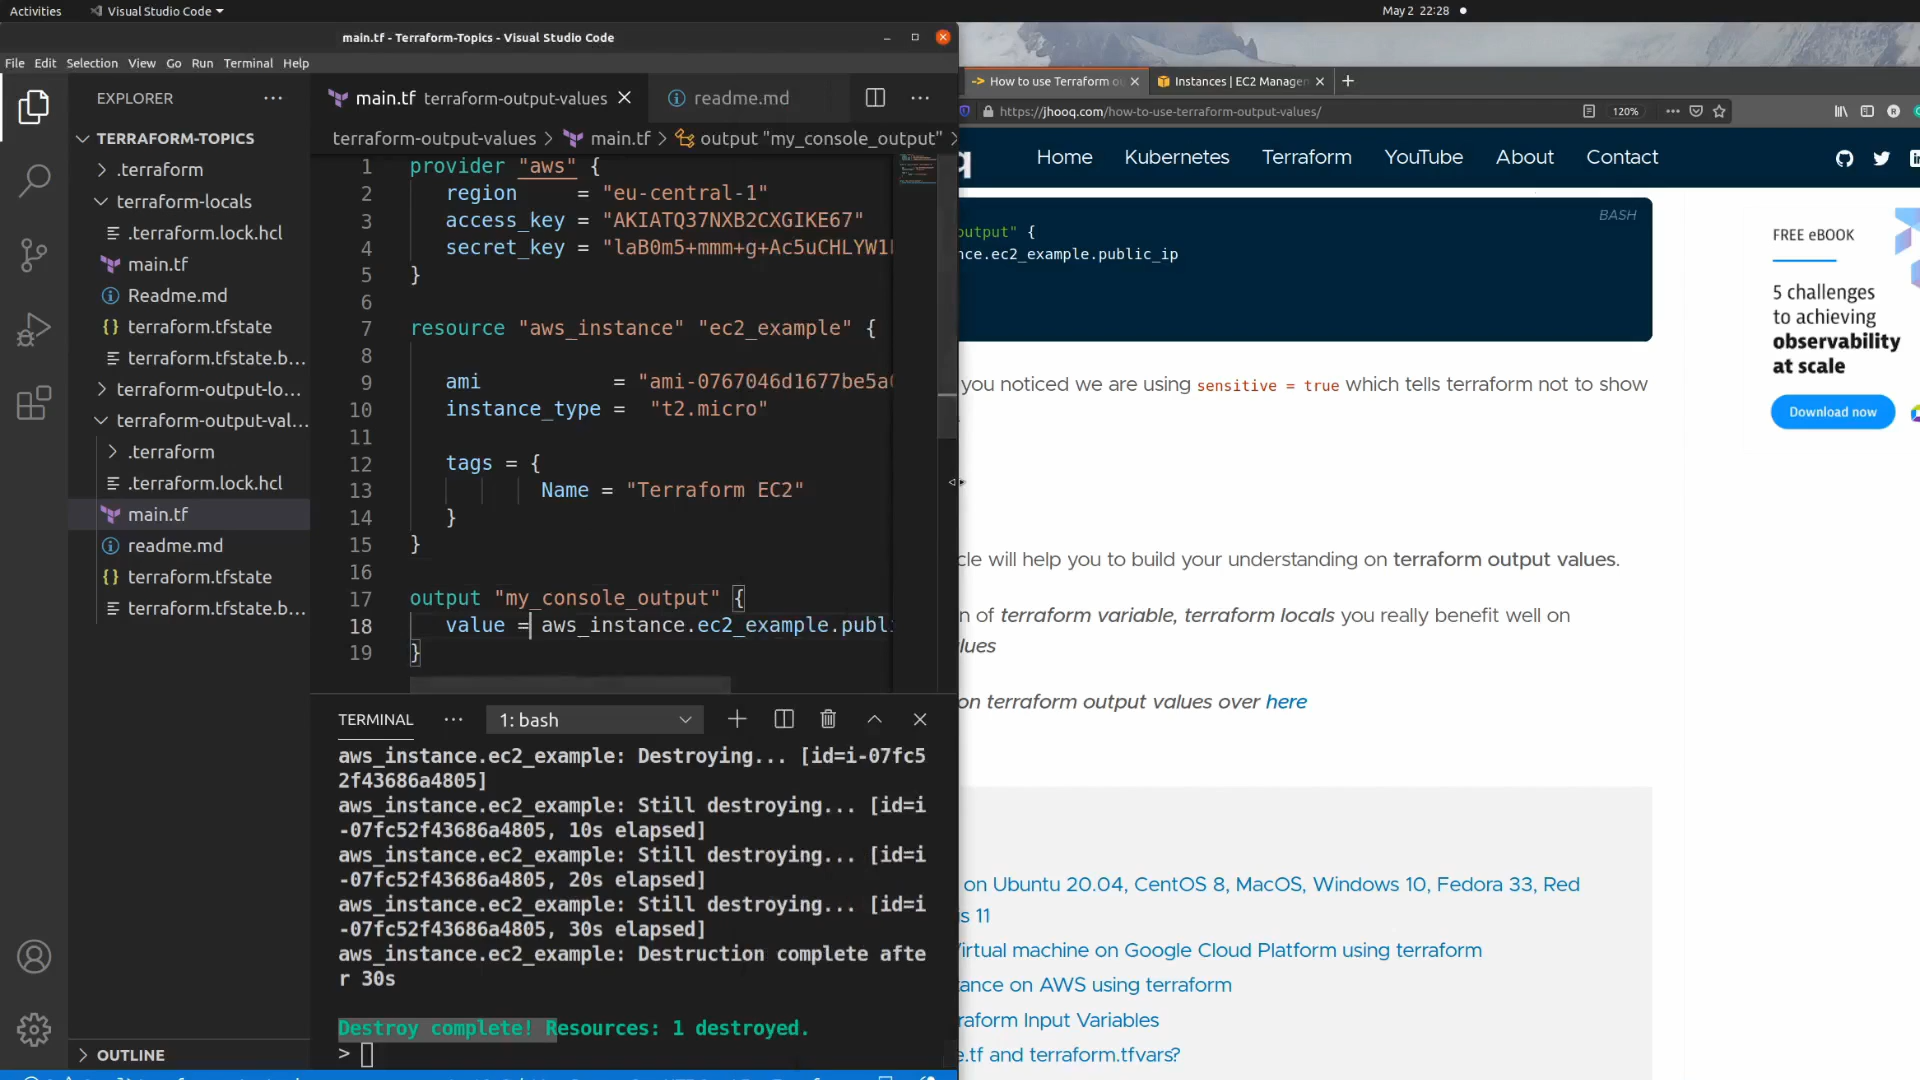 Activities
Visual Studio Code
May 2 22:28
main.tf - Terraform-Topics - Visual Studio Code
File Edit Selection View Go Run Terminal Help
EXPLORER
TERRAFORM-TOPICS
.terraform
terraform-locals
.terraform.lock.hcl
main.tf
Readme.md
terraform.tfstate
terraform.tfstate.b...
terraform-output-lo...
terraform-output-val...
.terraform
.terraform.lock.hcl
main.tf
readme.md
terraform.tfstate
terraform.tfstate.b...
OUTLINE
main.tf terraform-output-values
readme.md
terraform-output-values > main.tf > output "my_console_output"
1 provider "aws" {
2 region = "eu-central-1"
3 access_key = "AKIATQ37NXB2CXGIKE67"
4 secret_key = "laB0m5+mmm+g+Ac5uCHLYW1
5 }
6
7 resource "aws_instance" "ec2_example" {
8
9 ami = "ami-0767046d1677be5a0
10 instance_type = "t2.micro"
11
12 tags = {
13 Name = "Terraform EC2"
14 }
15 }
16
17 output "my_console_output" {
18 value = aws_instance.ec2_example.publi
19 }
TERMINAL
1: bash
aws_instance.ec2_example: Destroying... [id=i-07fc5
2f43686a4805]
aws_instance.ec2_example: Still destroying... [id=i
-07fc52f43686a4805, 10s elapsed]
aws_instance.ec2_example: Still destroying... [id=i
-07fc52f43686a4805, 20s elapsed]
aws_instance.ec2_example: Still destroying... [id=i
-07fc52f43686a4805, 30s elapsed]
aws_instance.ec2_example: Destruction complete afte
r 30s
Destroy complete! Resources: 1 destroyed.
>
How to use Terraform o
Instances | EC2 Manager
https://jhooq.com/how-to-use-terraform-output-values/
120%
q
Home Kubernetes Terraform YouTube About Contact
BASH
output" {
nce.ec2_example.public_ip
you noticed we are using sensitive = true which tells terraform not to show
cle will help you to build your understanding on terraform output values.
n of terraform variable, terraform locals you really benefit well on
lues
on terraform output values over here
on Ubuntu 20.04, CentOS 8, MacOS, Windows 10, Fedora 33, Red
s 11
Virtual machine on Google Cloud Platform using terraform
ance on AWS using terraform
raform Input Variables
e.tf and terraform.tfvars?
FREE eBOOK
5 challenges
to achieving
observability
at scale
Download now